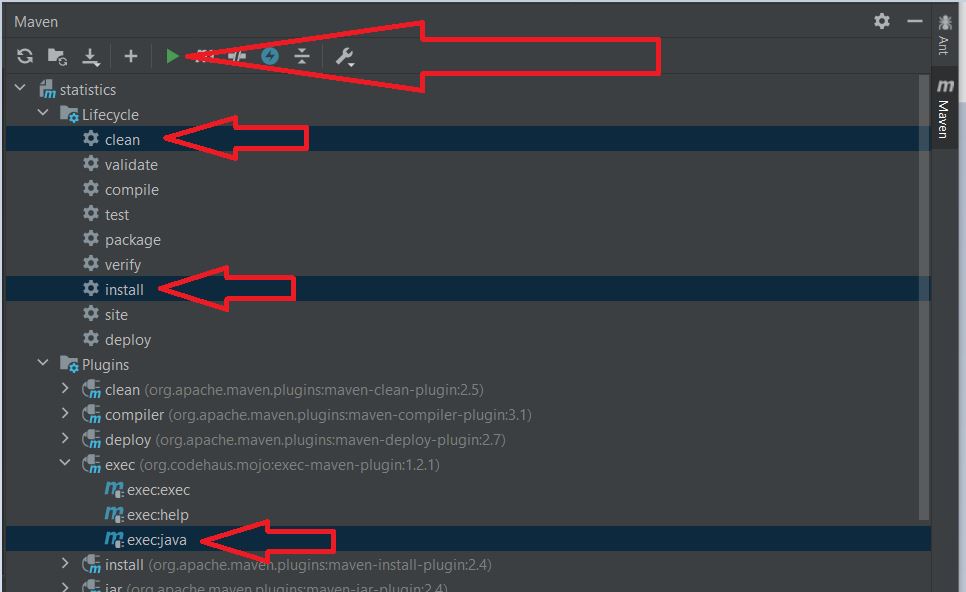 Maven
statistics
Lifecycle
clean
validate
compile
test
package
verify
install
site
deploy
Plugins
clean (org.apache.maven.plugins:maven-clean-plugin:2.5)
compiler (org.apache.maven.plugins:maven-compiler-plugin:3.1)
deploy (org.apache.maven.plugins:maven-deploy-plugin:2.7)
exec (org.codehaus.mojo:exec-maven-plugin:1.2.1)
exec:exec
exec:help
exec:java
install (org.apache.maven.plugins:maven-install-plugin:2.4)
jar (org.apache.maven.plugins:maven-jar-plugin:2.4)
Ant
Maven